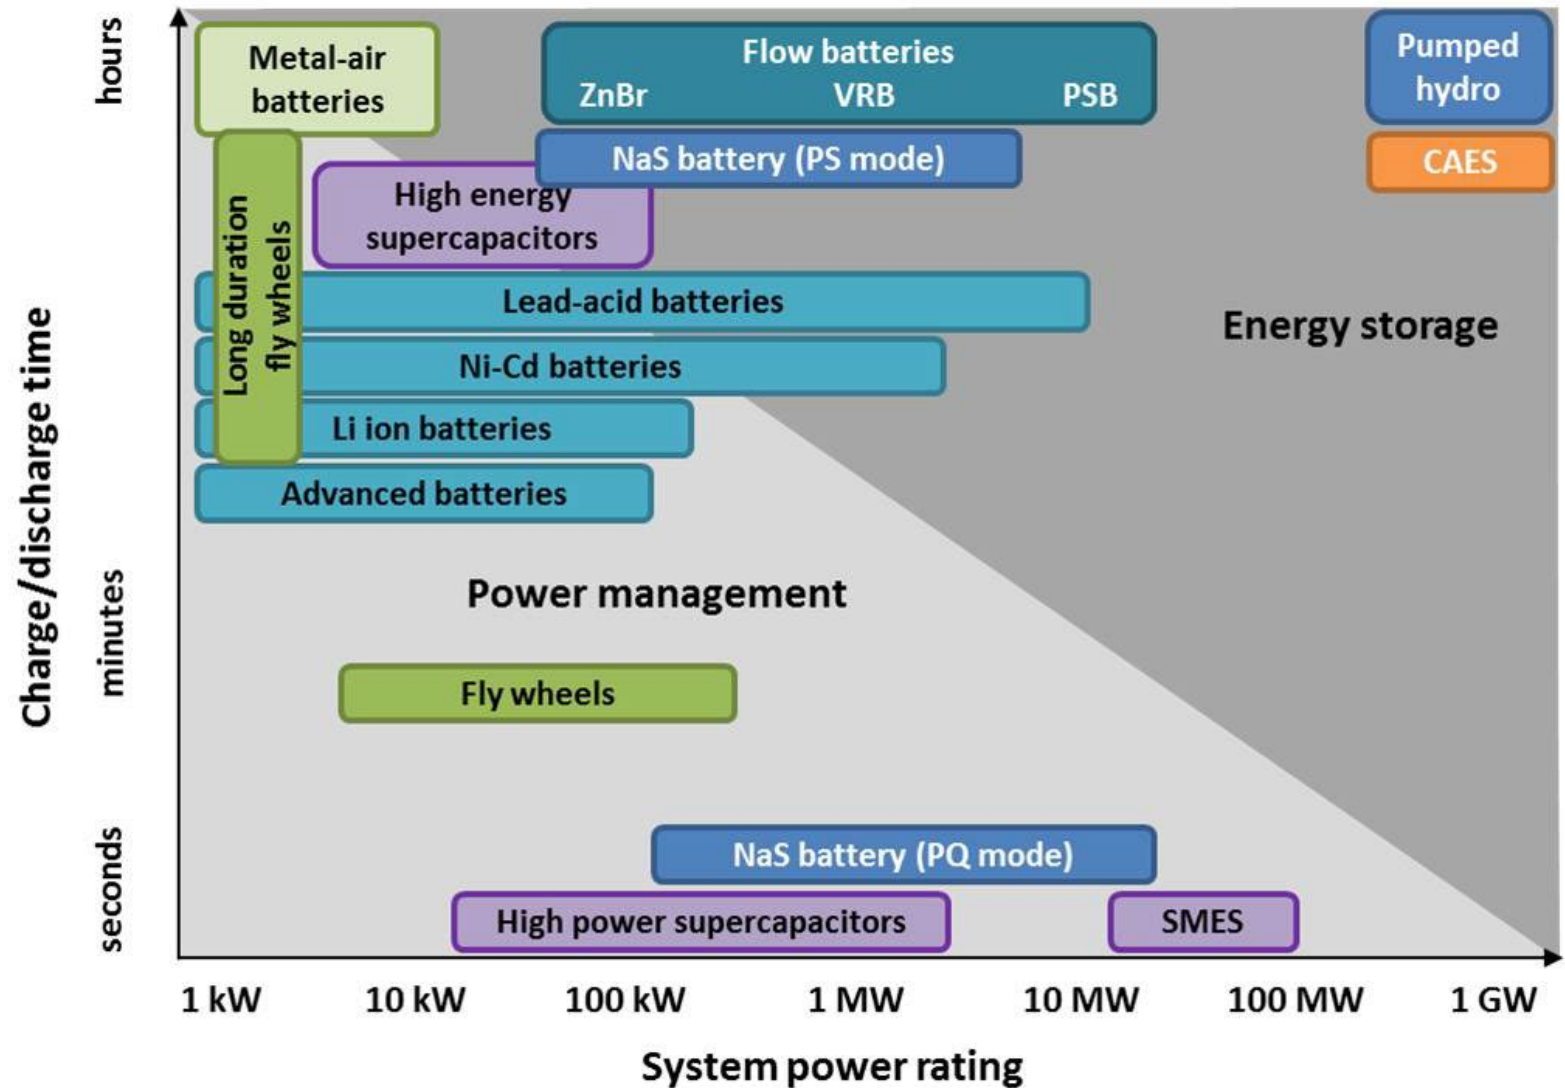 hours
Metal-air
batteries
Flow batteries
ZnBr VRB PSB
Pumped
hydro
NaS battery (PS mode)
CAES
High energy
supercapacitors
Long duration
fly wheels
Lead-acid batteries
Energy storage
Ni-Cd batteries
Li ion batteries
Advanced batteries
Charge/discharge time
minutes
Power management
Fly wheels
seconds
NaS battery (PQ mode)
High power supercapacitors
SMES
1 kW 10 kW 100 kW 1 MW 10 MW 100 MW 1 GW
System power rating